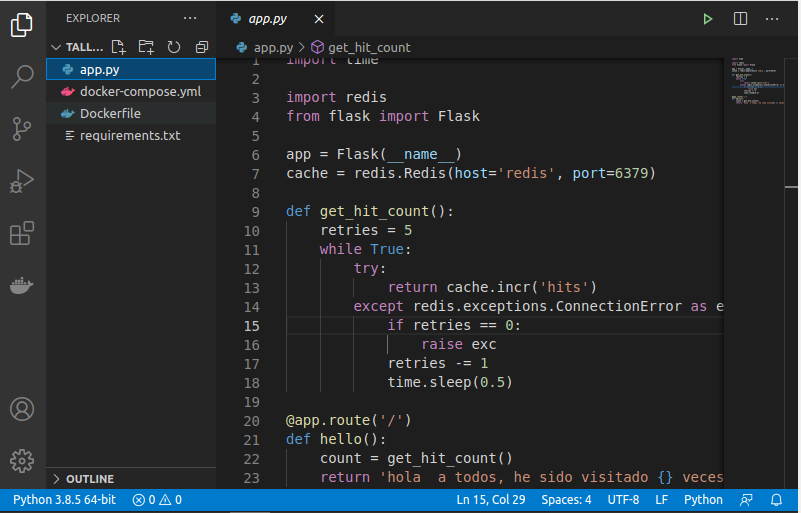 EXPLORER
app.py
TALL...
app.py
docker-compose.yml
Dockerfile
requirements.txt
OUTLINE
app.py > get_hit_count
1 import time
2
3 import redis
4 from flask import Flask
5
6 app = Flask(__name__)
7 cache = redis.Redis(host='redis', port=6379)
8
9 def get_hit_count():
10 retries = 5
11 while True:
12 try:
13 return cache.incr('hits')
14 except redis.exceptions.ConnectionError as e
15 if retries == 0:
16 raise exc
17 retries -= 1
18 time.sleep(0.5)
19
20 @app.route('/')
21 def hello():
22 count = get_hit_count()
23 return 'hola  a todos, he sido visitado {} veces
Python 3.8.5 64-bit 0 0 Ln 15, Col 29 Spaces: 4 UTF-8 LF Python